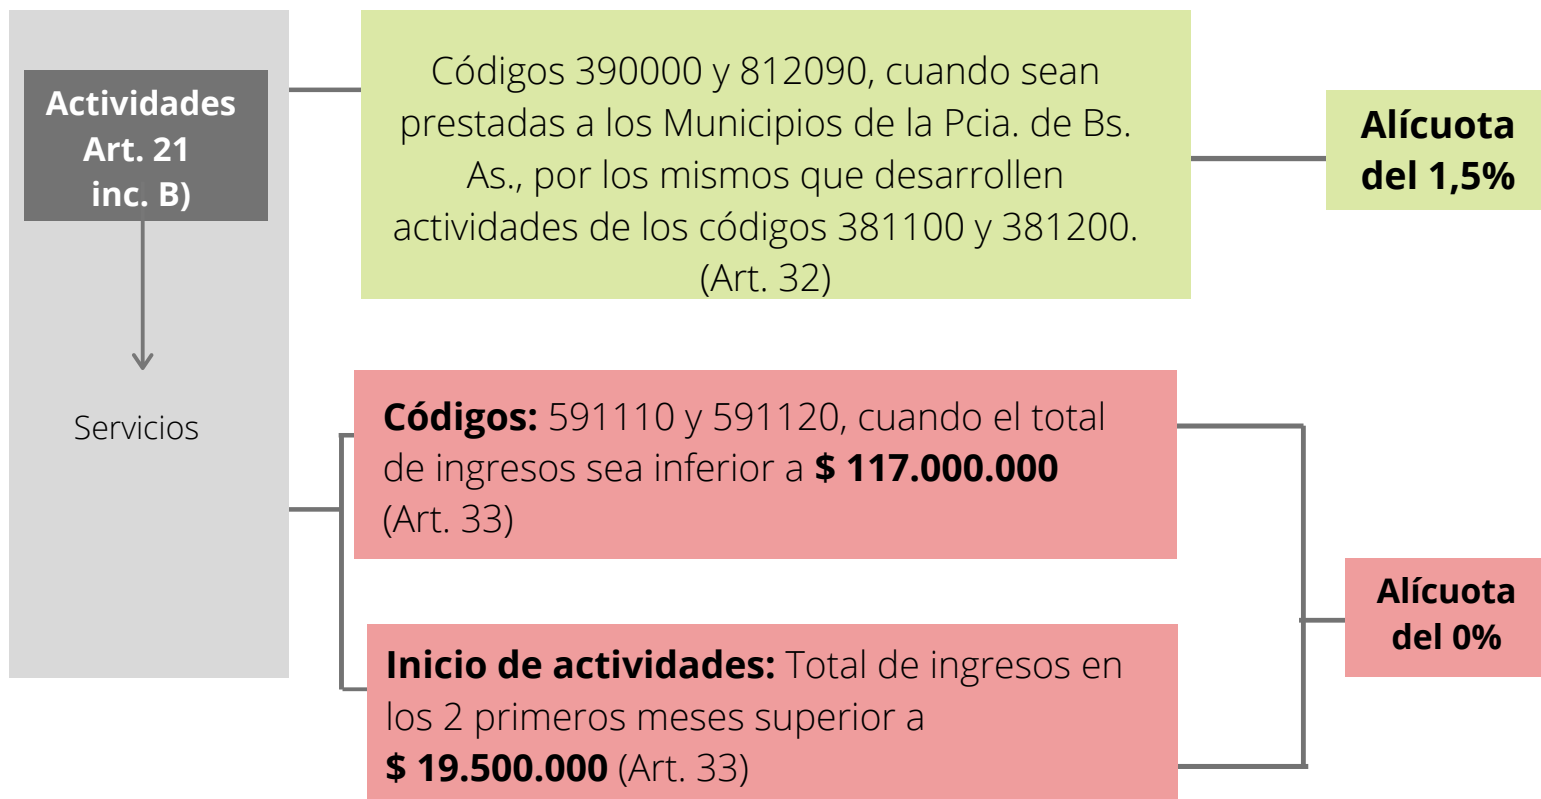 Actividades
Art. 21
inc. B)
Servicios
Códigos 390000 y 812090, cuando sean
prestadas a los Municipios de la Pcia. de Bs.
As., por los mismos que desarrollen
actividades de los códigos 381100 y 381200.
(Art. 32)
Alícuota
del 1,5%
Códigos: 591110 y 591120, cuando el total
de ingresos sea inferior a $ 117.000.000
(Art. 33)
Inicio de actividades: Total de ingresos en
los 2 primeros meses superior a
$ 19.500.000 (Art. 33)
Alícuota
del 0%